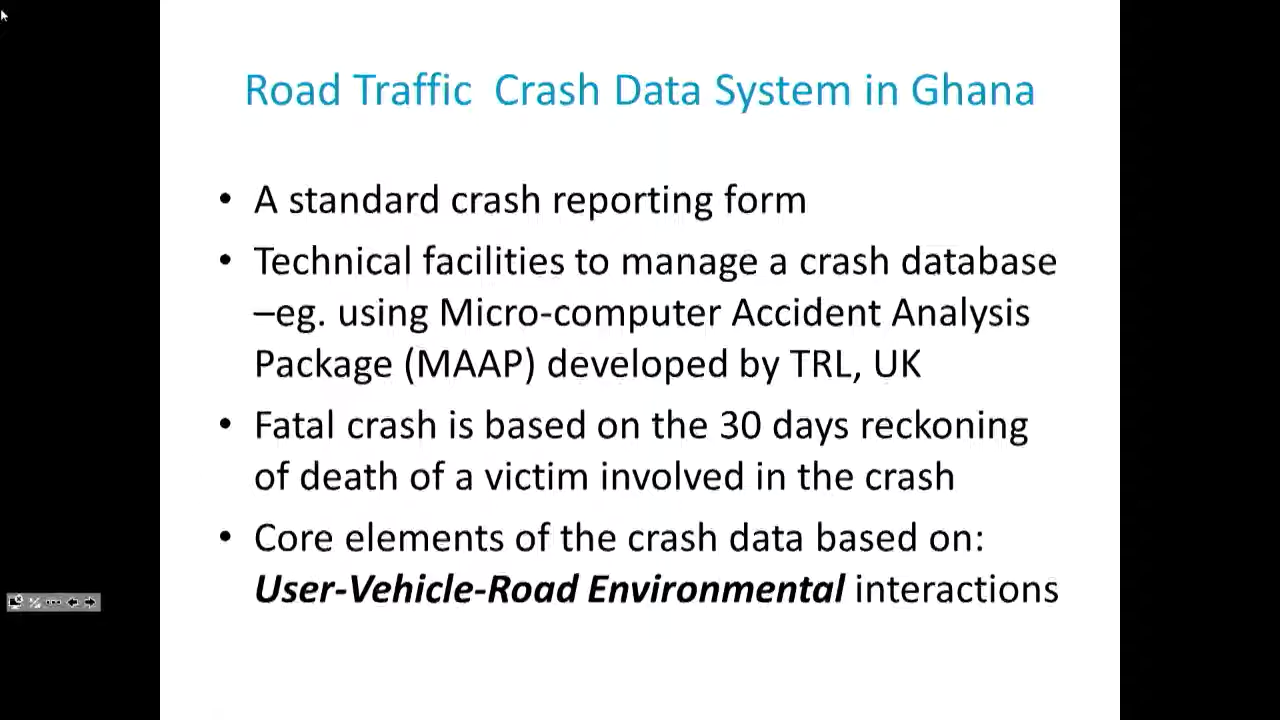 Road Traffic  Crash Data System in Ghana
• A standard crash reporting form
• Technical facilities to manage a crash database
–eg. using Micro-computer Accident Analysis
Package (MAAP) developed by TRL, UK
• Fatal crash is based on the 30 days reckoning
of death of a victim involved in the crash
• Core elements of the crash data based on:
User-Vehicle-Road Environmental interactions